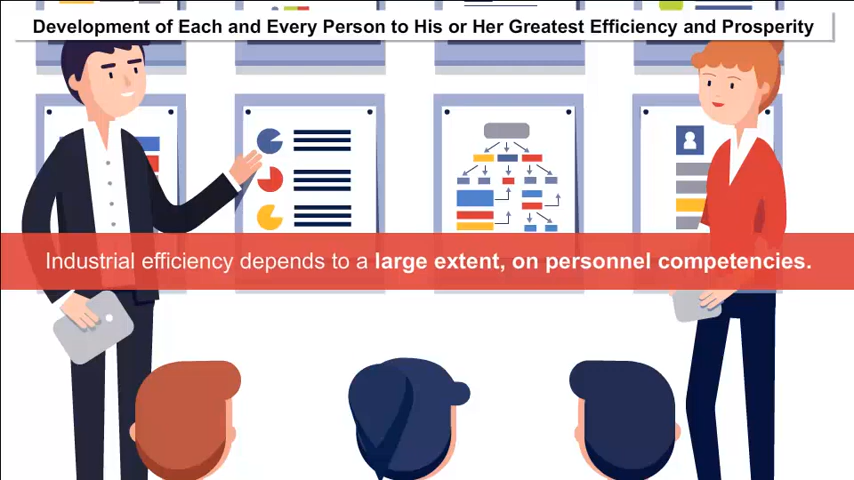 Development of Each and Every Person to His or Her Greatest Efficiency and Prosperity
Industrial efficiency depends to a large extent, on personnel competencies.